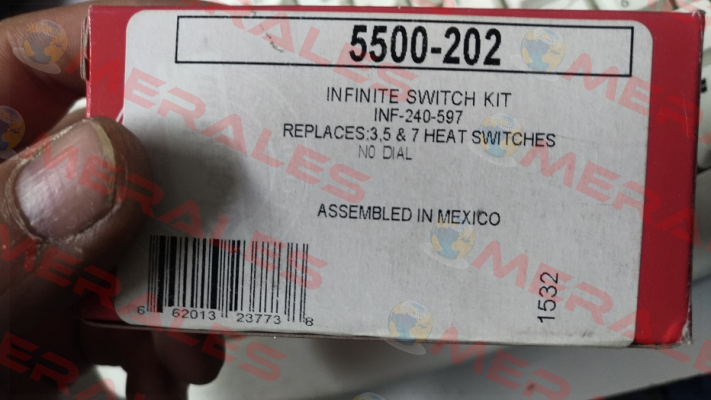 5500-202
INFINITE SWITCH KIT
INF-240-597
REPLACES:3,5 & 7 HEAT SWITCHES
NO DIAL
ASSEMBLED IN MEXICO
1532
6 62013 23773 8
MERALES